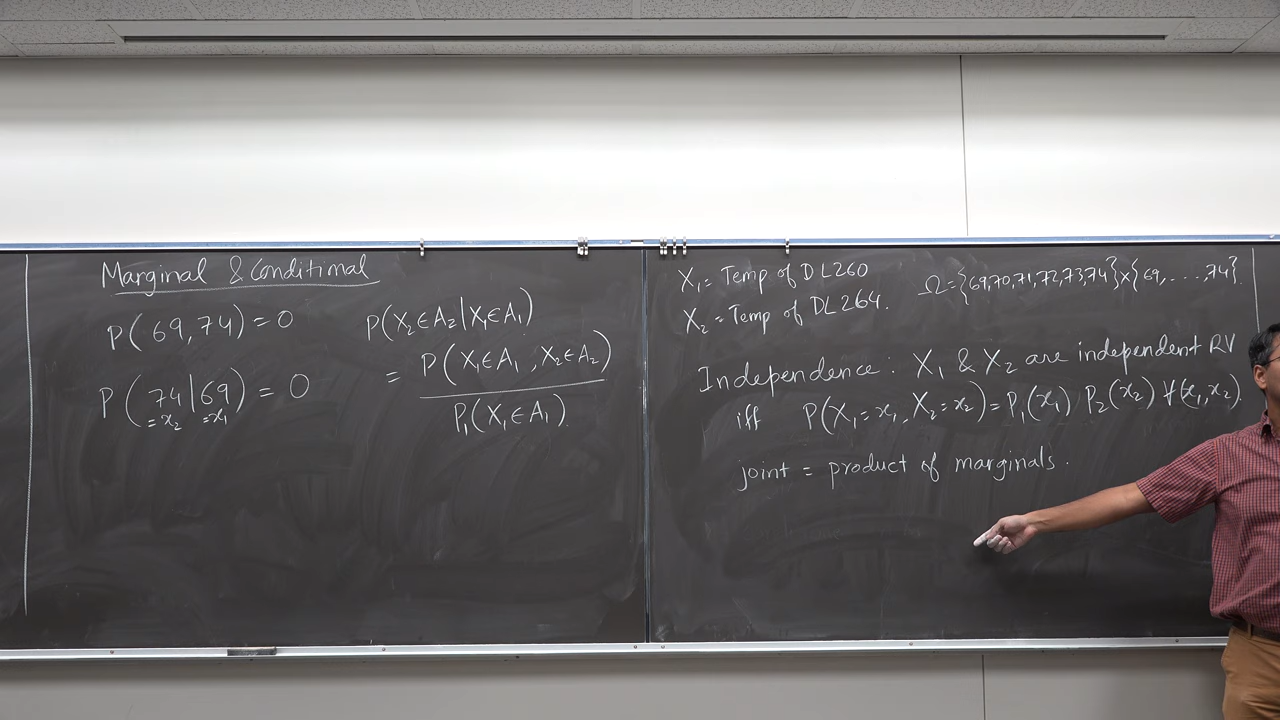 Marginal & Conditional
P(69,74)=0
P(74|69)=0
=x₂ =x₁
P(X₂∈A₂|X₁∈A₁)
= P(X₁∈A₁, X₂∈A₂)
P₁(X₁∈A₁).
X₁= Temp of DL260
X₂= Temp of DL264.
Ω={69,70,71,72,73,74}x{69,....,74}.
Independence: X₁ & X₂ are independent RV
iff P(X₁=x₁, X₂=x₂)=P₁(x₁) P₂(x₂) ∀(x₁,x₂).
joint = product of marginals.